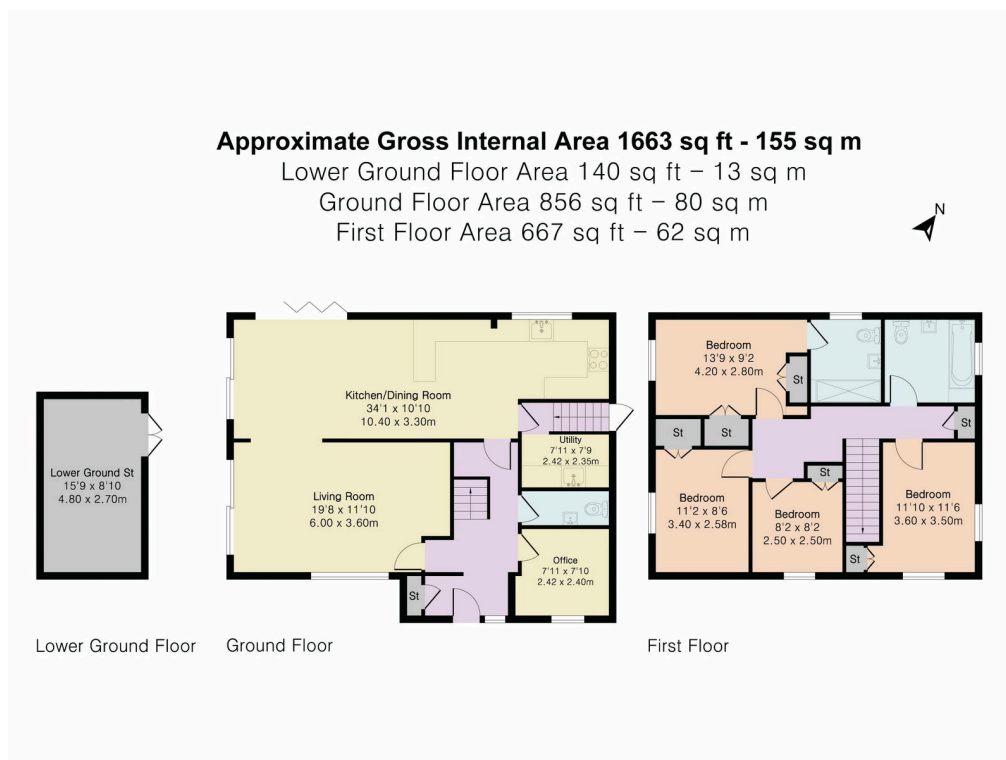 Approximate Gross Internal Area 1663 sq ft - 155 sq m
Lower Ground Floor Area 140 sq ft – 13 sq m
Ground Floor Area 856 sq ft – 80 sq m
First Floor Area 667 sq ft – 62 sq m
N
Lower Ground St
15'9 x 8'10
4.80 x 2.70m
Lower Ground Floor
Kitchen/Dining Room
34'1 x 10'10
10.40 x 3.30m
Utility
7'11 x 7'9
2.42 x 2.35m
Living Room
19'8 x 11'10
6.00 x 3.60m
Office
7'11 x 7'10
2.42 x 2.40m
St
Ground Floor
Bedroom
13'9 x 9'2
4.20 x 2.80m
St
St
St
St
St
Bedroom
11'2 x 8'6
3.40 x 2.58m
Bedroom
8'2 x 8'2
2.50 x 2.50m
Bedroom
11'10 x 11'6
3.60 x 3.50m
St
First Floor